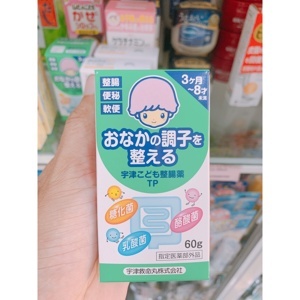 整腸
便秘
軟便
3ヶ月
~8才
未満
おなかの調子を
整える
宇津こども整腸薬
TP
糖化菌
酪酸菌
乳酸菌
60g
指定医薬部外品
宇津救命丸株式会社